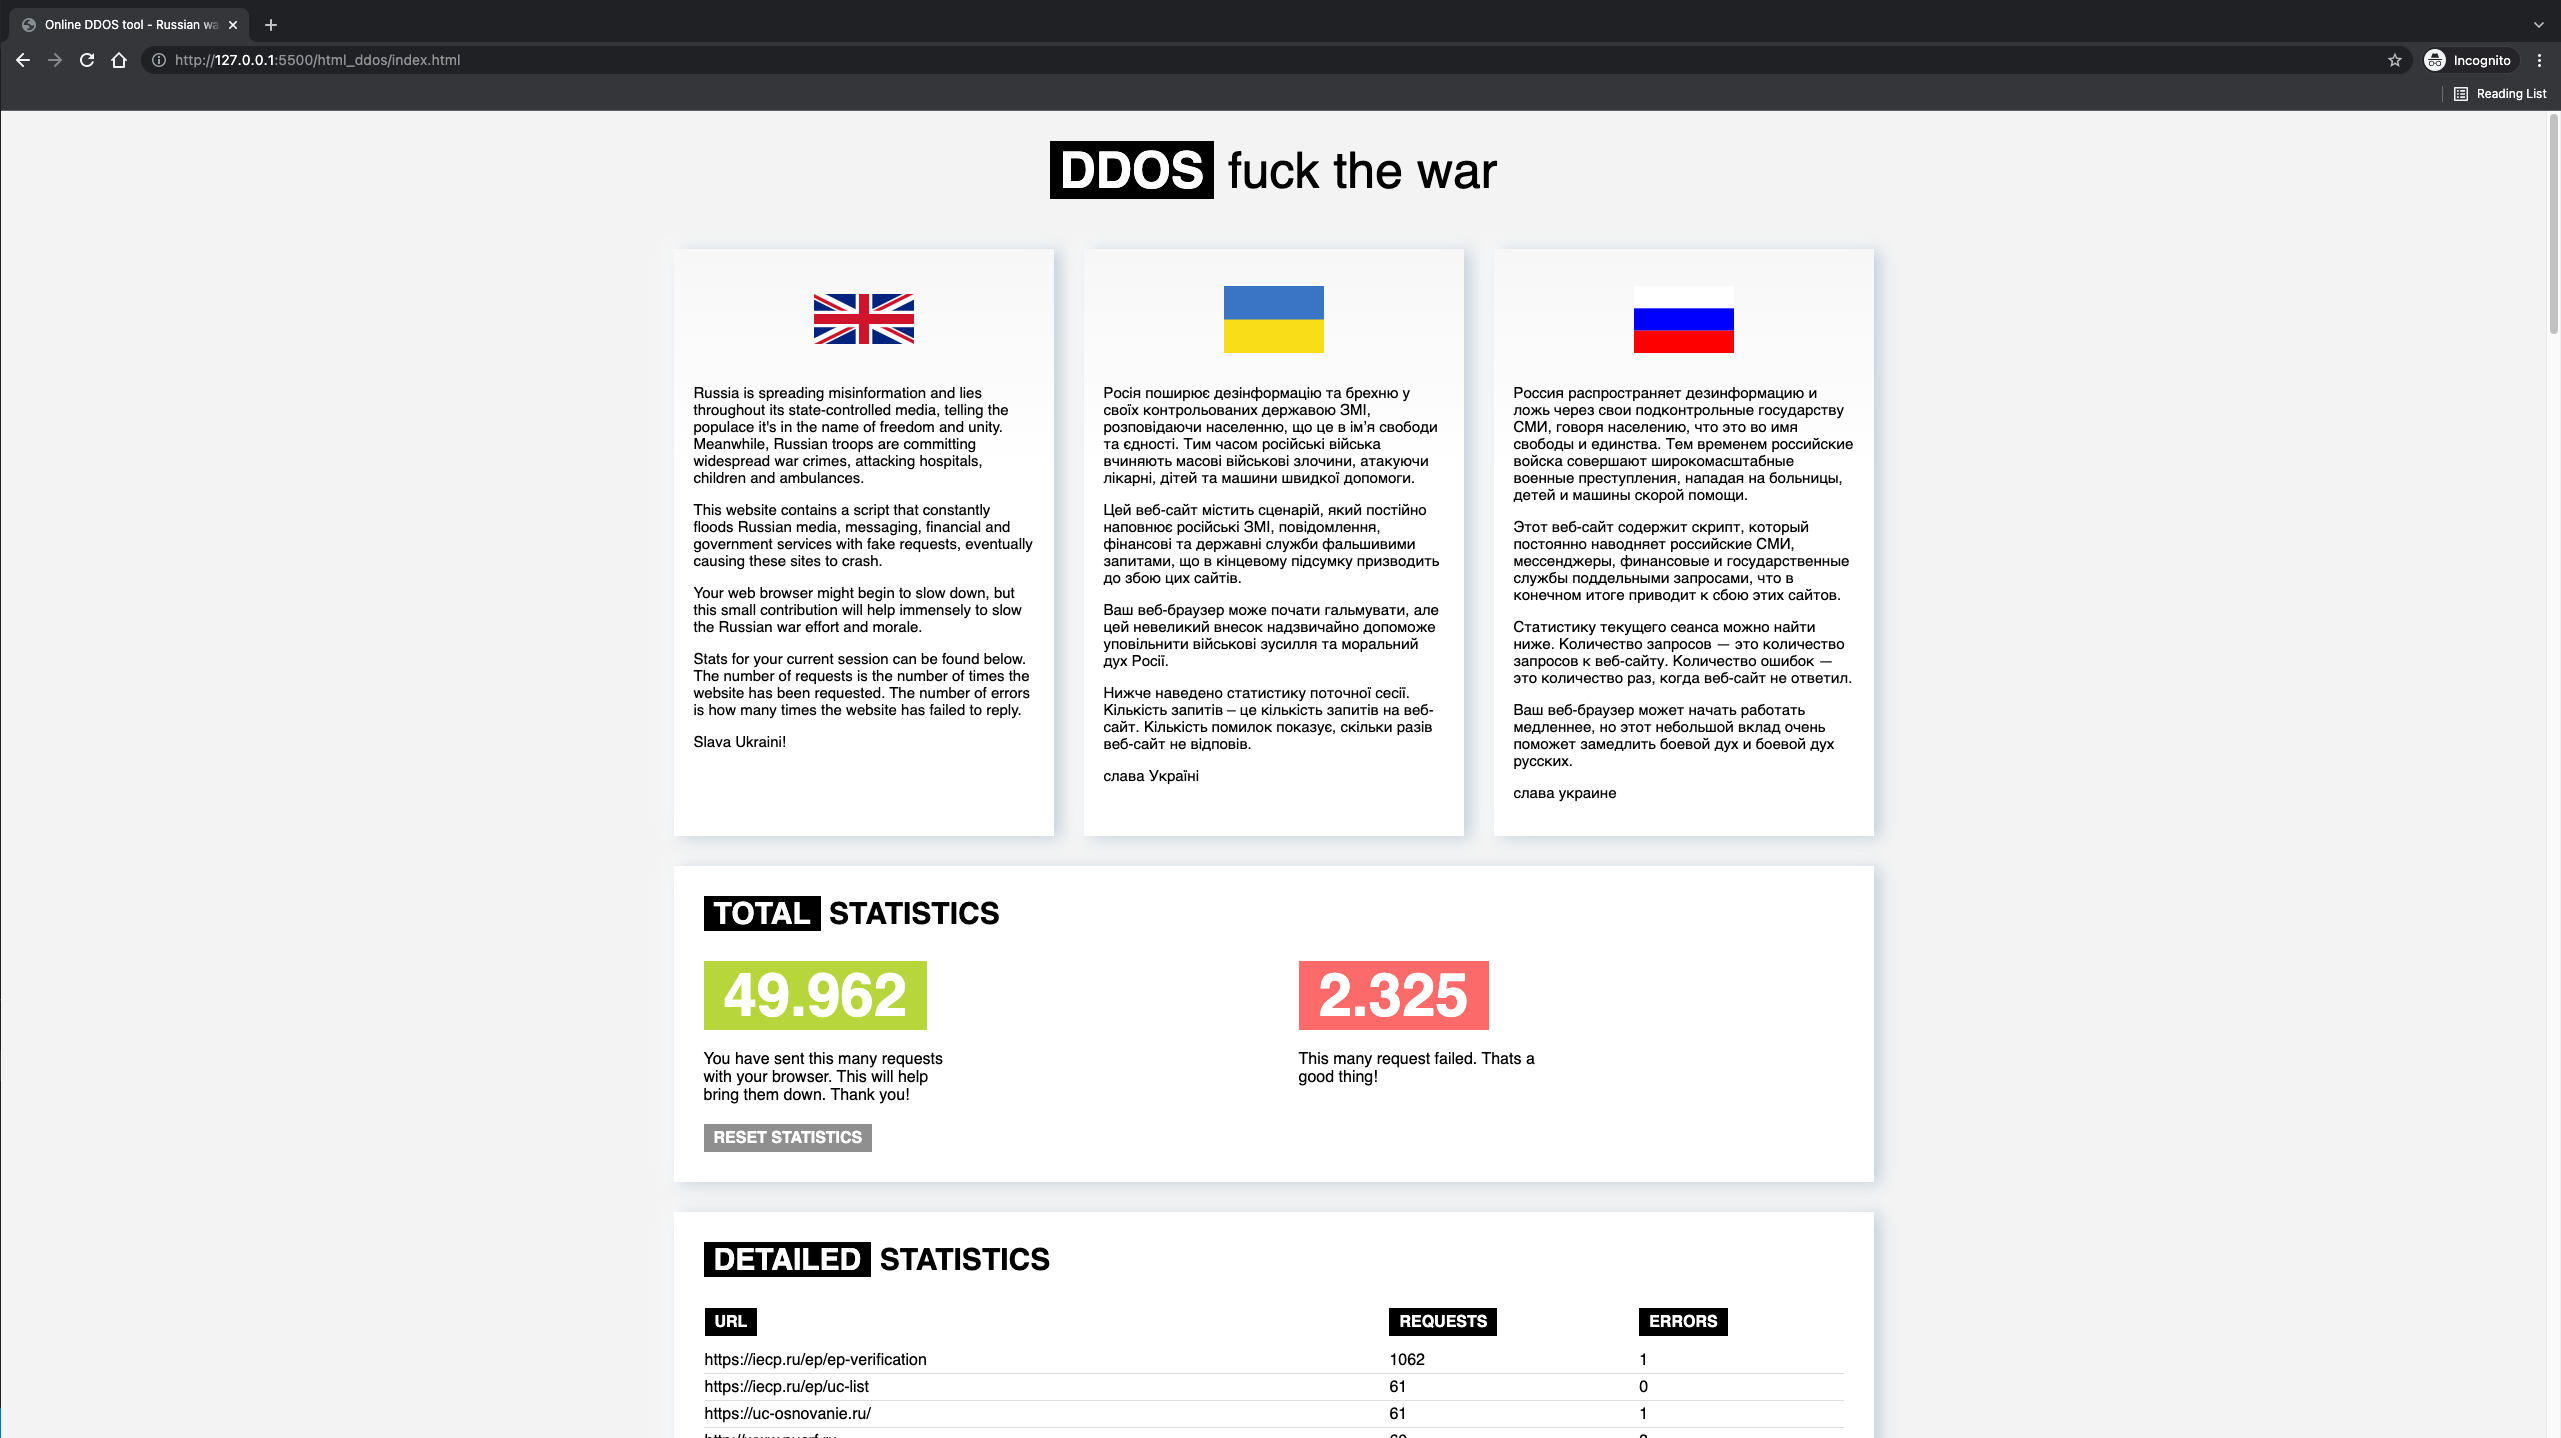 Online DDOS tool - Russian wa
http://127.0.0.1:5500/html_ddos/index.html
Incognito
Reading List
DDOS fuck the war
Russia is spreading misinformation and lies
throughout its state-controlled media, telling the
populace it's in the name of freedom and unity.
Meanwhile, Russian troops are committing
widespread war crimes, attacking hospitals,
children and ambulances.
This website contains a script that constantly
floods Russian media, messaging, financial and
government services with fake requests, eventually
causing these sites to crash.
Your web browser might begin to slow down, but
this small contribution will help immensely to slow
the Russian war effort and morale.
Stats for your current session can be found below.
The number of requests is the number of times the
website has been requested. The number of errors
is how many times the website has failed to reply.
Slava Ukraini!
Росія поширює дезінформацію та брехню у
своїх контрольованих державою ЗМІ,
розповідаючи населенню, що це в ім’я свободи
та єдності. Тим часом російські війська
вчиняють масові військові злочини, атакуючи
лікарні, дітей та машини швидкої допомоги.
Цей веб-сайт містить сценарій, який постійно
наповнює російські ЗМІ, повідомлення,
фінансові та державні служби фальшивими
запитами, що в кінцевому підсумку призводить
до збою цих сайтів.
Ваш веб-браузер може почати гальмувати, але
цей невеликий внесок надзвичайно допоможе
уповільнити військові зусилля та моральний
дух Росії.
Нижче наведено статистику поточної сесії.
Кількість запитів – це кількість запитів на веб-
сайт. Кількість помилок показує, скільки разів
веб-сайт не відповів.
слава Україні
Россия распространяет дезинформацию и
ложь через свои подконтрольные государству
СМИ, говоря населению, что это во имя
свободы и единства. Тем временем российские
войска совершают широкомасштабные
военные преступления, нападая на больницы,
детей и машины скорой помощи.
Этот веб-сайт содержит скрипт, который
постоянно наводняет российские СМИ,
мессенджеры, финансовые и государственные
службы поддельными запросами, что в
конечном итоге приводит к сбою этих сайтов.
Статистику текущего сеанса можно найти
ниже. Количество запросов — это количество
запросов к веб-сайту. Количество ошибок —
это количество раз, когда веб-сайт не ответил.
Ваш веб-браузер может начать работать
медленнее, но этот небольшой вклад очень
поможет замедлить боевой дух и боевой дух
русских.
слава украине
TOTAL STATISTICS
49.962
You have sent this many requests
with your browser. This will help
bring them down. Thank you!
2.325
This many request failed. Thats a
good thing!
RESET STATISTICS
DETAILED STATISTICS
URL REQUESTS ERRORS
https://iecp.ru/ep/ep-verification 1062 1
https://iecp.ru/ep/uc-list 61 0
https://uc-osnovanie.ru/ 61 1